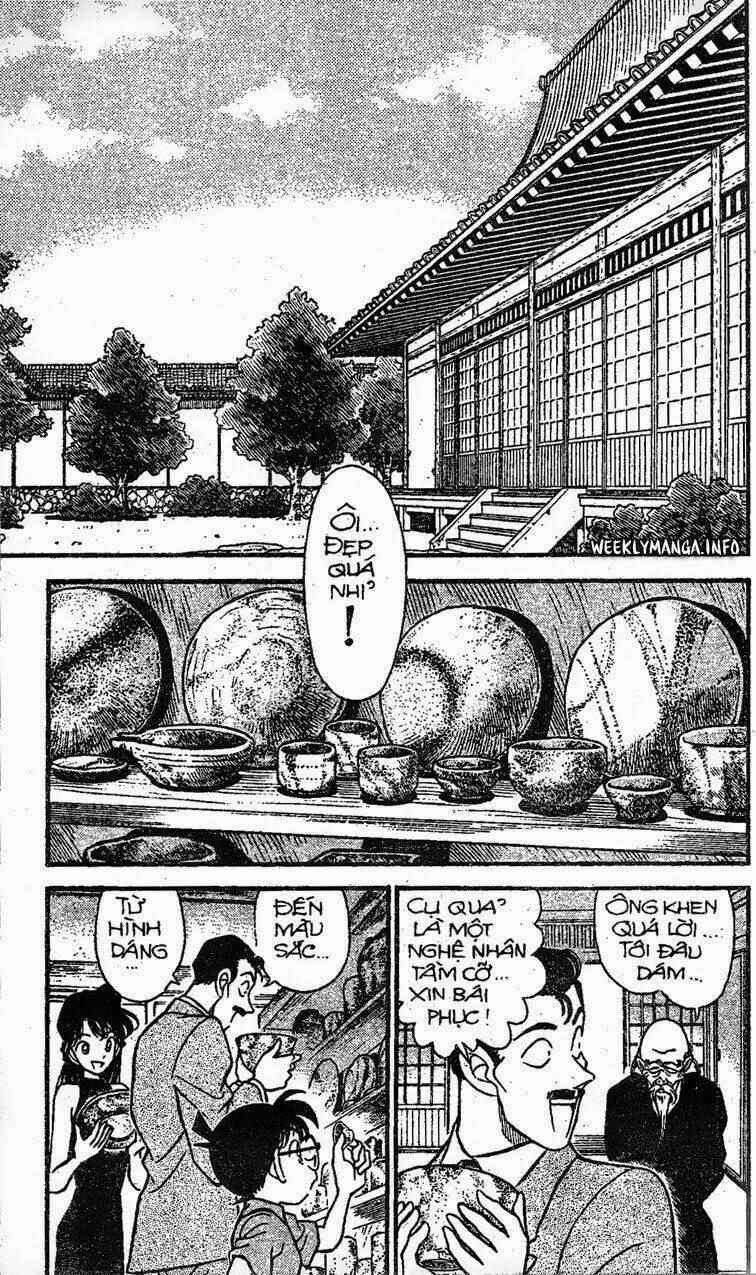 WEEKLYMANGA.INFO
ÔI...
ĐẸP
QUÁ
NHỈ
!
TỪ
HÌNH
DÁNG
...
ĐẾN
MÀU
SẮC...
CỤ QUẢ
LÀ MỘT
NGHỆ NHÂN
TẦM CỠ...
XIN BÁI
PHỤC!
ÔNG KHEN
QUÁ LỜI...
TÔI ĐÂU
DÁM...